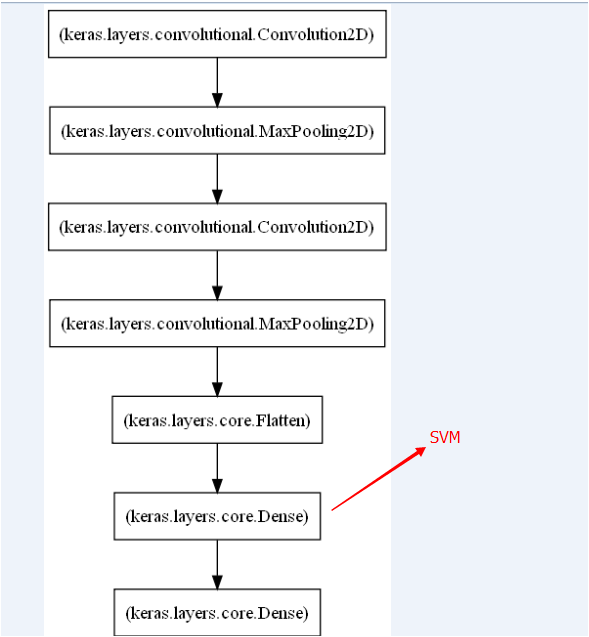 (keras.layers.convolutional.Convolution2D)
(keras.layers.convolutional.MaxPooling2D)
(keras.layers.convolutional.Convolution2D)
(keras.layers.convolutional.MaxPooling2D)
(keras.layers.core.Flatten)
SVM
(keras.layers.core.Dense)
(keras.layers.core.Dense)